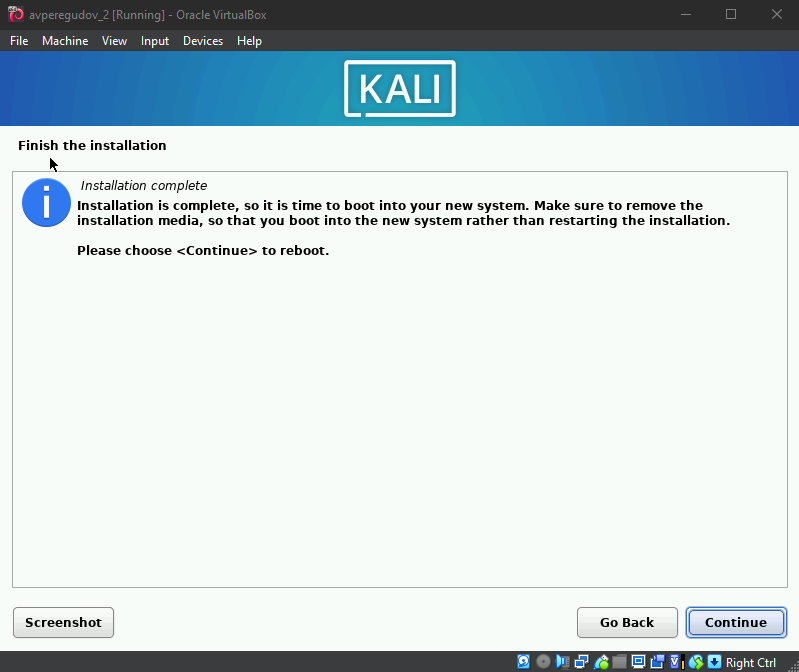 avperegudov_2 [Running] - Oracle VirtualBox
File Machine View Input Devices Help
KALI
Finish the installation
Installation complete
Installation is complete, so it is time to boot into your new system. Make sure to remove the
installation media, so that you boot into the new system rather than restarting the installation.
Please choose <Continue> to reboot.
Screenshot
Go Back
Continue
Right Ctrl